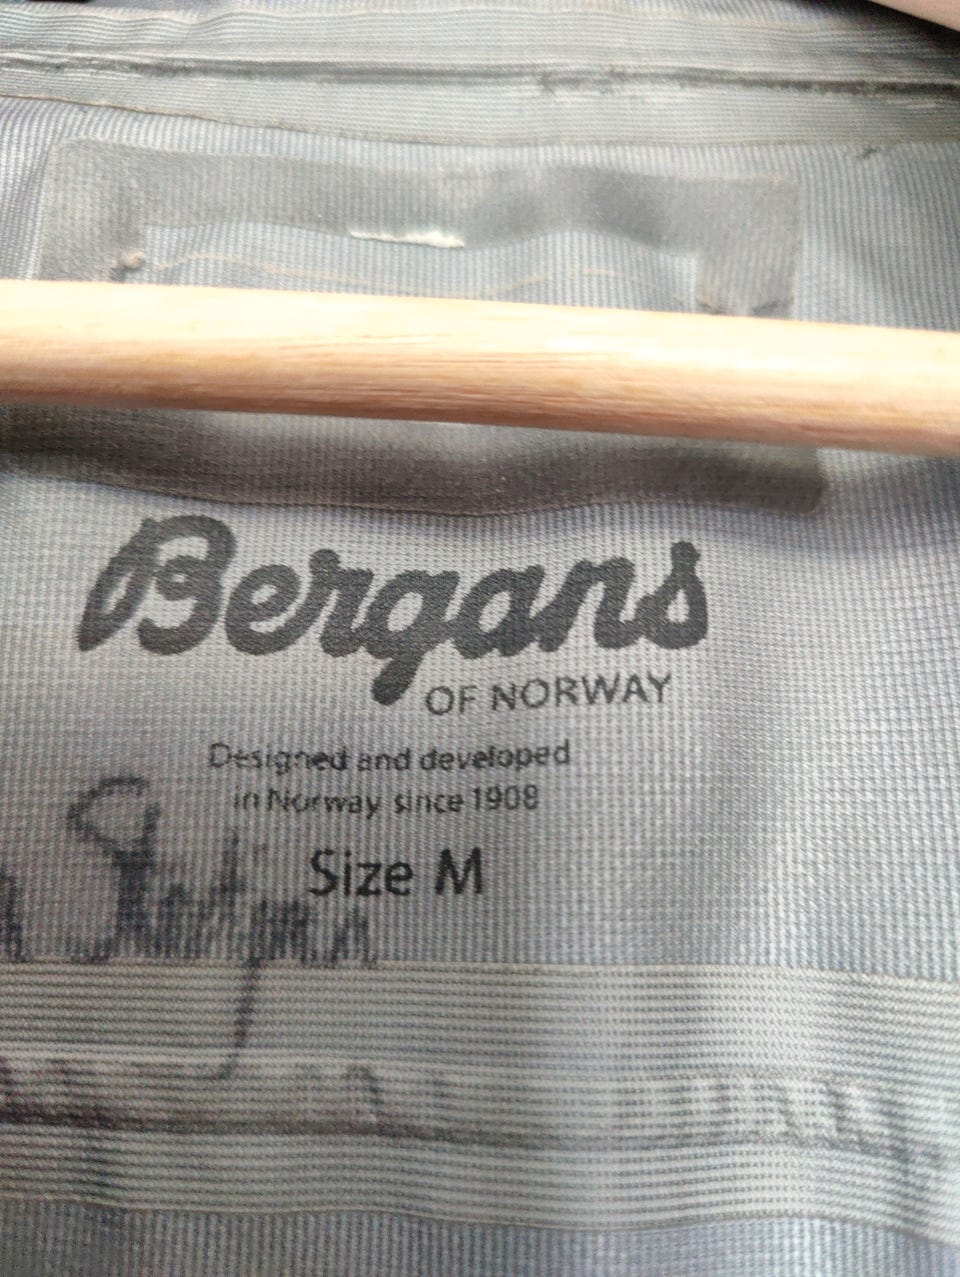 Bergans
OF NORWAY
Designed and developed
in Norway since 1908
Size M